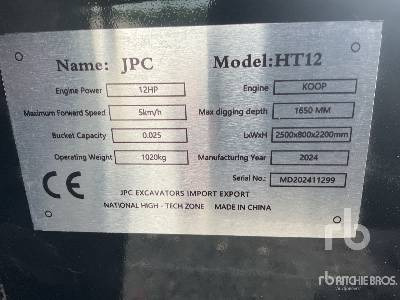 Name: JPC Model:HT12
Engine Power 12HP Engine KOOP
Maximum Forward Speed 5km/h Max digging depth 1650 MM
Bucket Capacity 0.025 LxWxH 2500x800x2200mm
Operating Weight 1020kg Manufacturing Year 2024
Serial No.: MD202411299
CE
JPC EXCAVATORS IMPORT EXPORT
NATIONAL HIGH - TECH ZONE MADE IN CHINA
rb
rb RITCHIE BROS.
Auctioneers